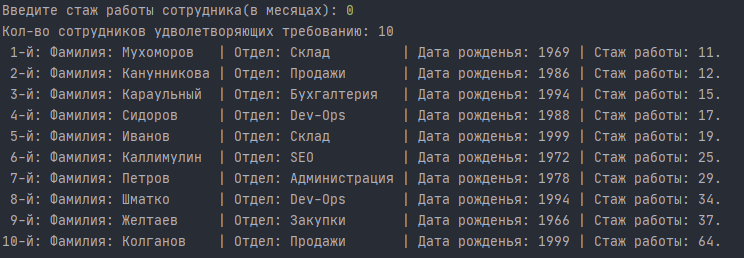 Введите стаж работы сотрудника(в месяцах): 0
Кол-во сотрудников удволетворяющих требованию: 10
1-й: Фамилия: Мухоморов | Отдел: Склад | Дата рожденья: 1969 | Стаж работы: 11.
2-й: Фамилия: Канунникова | Отдел: Продажи | Дата рожденья: 1986 | Стаж работы: 12.
3-й: Фамилия: Караульный | Отдел: Бухгалтерия | Дата рожденья: 1994 | Стаж работы: 15.
4-й: Фамилия: Сидоров | Отдел: Dev-Ops | Дата рожденья: 1988 | Стаж работы: 17.
5-й: Фамилия: Иванов | Отдел: Склад | Дата рожденья: 1999 | Стаж работы: 19.
6-й: Фамилия: Каллимулин | Отдел: SEO | Дата рожденья: 1972 | Стаж работы: 25.
7-й: Фамилия: Петров | Отдел: Администрация | Дата рожденья: 1978 | Стаж работы: 29.
8-й: Фамилия: Шматко | Отдел: Dev-Ops | Дата рожденья: 1994 | Стаж работы: 34.
9-й: Фамилия: Желтаев | Отдел: Закупки | Дата рожденья: 1966 | Стаж работы: 37.
10-й: Фамилия: Колганов | Отдел: Продажи | Дата рожденья: 1999 | Стаж работы: 64.